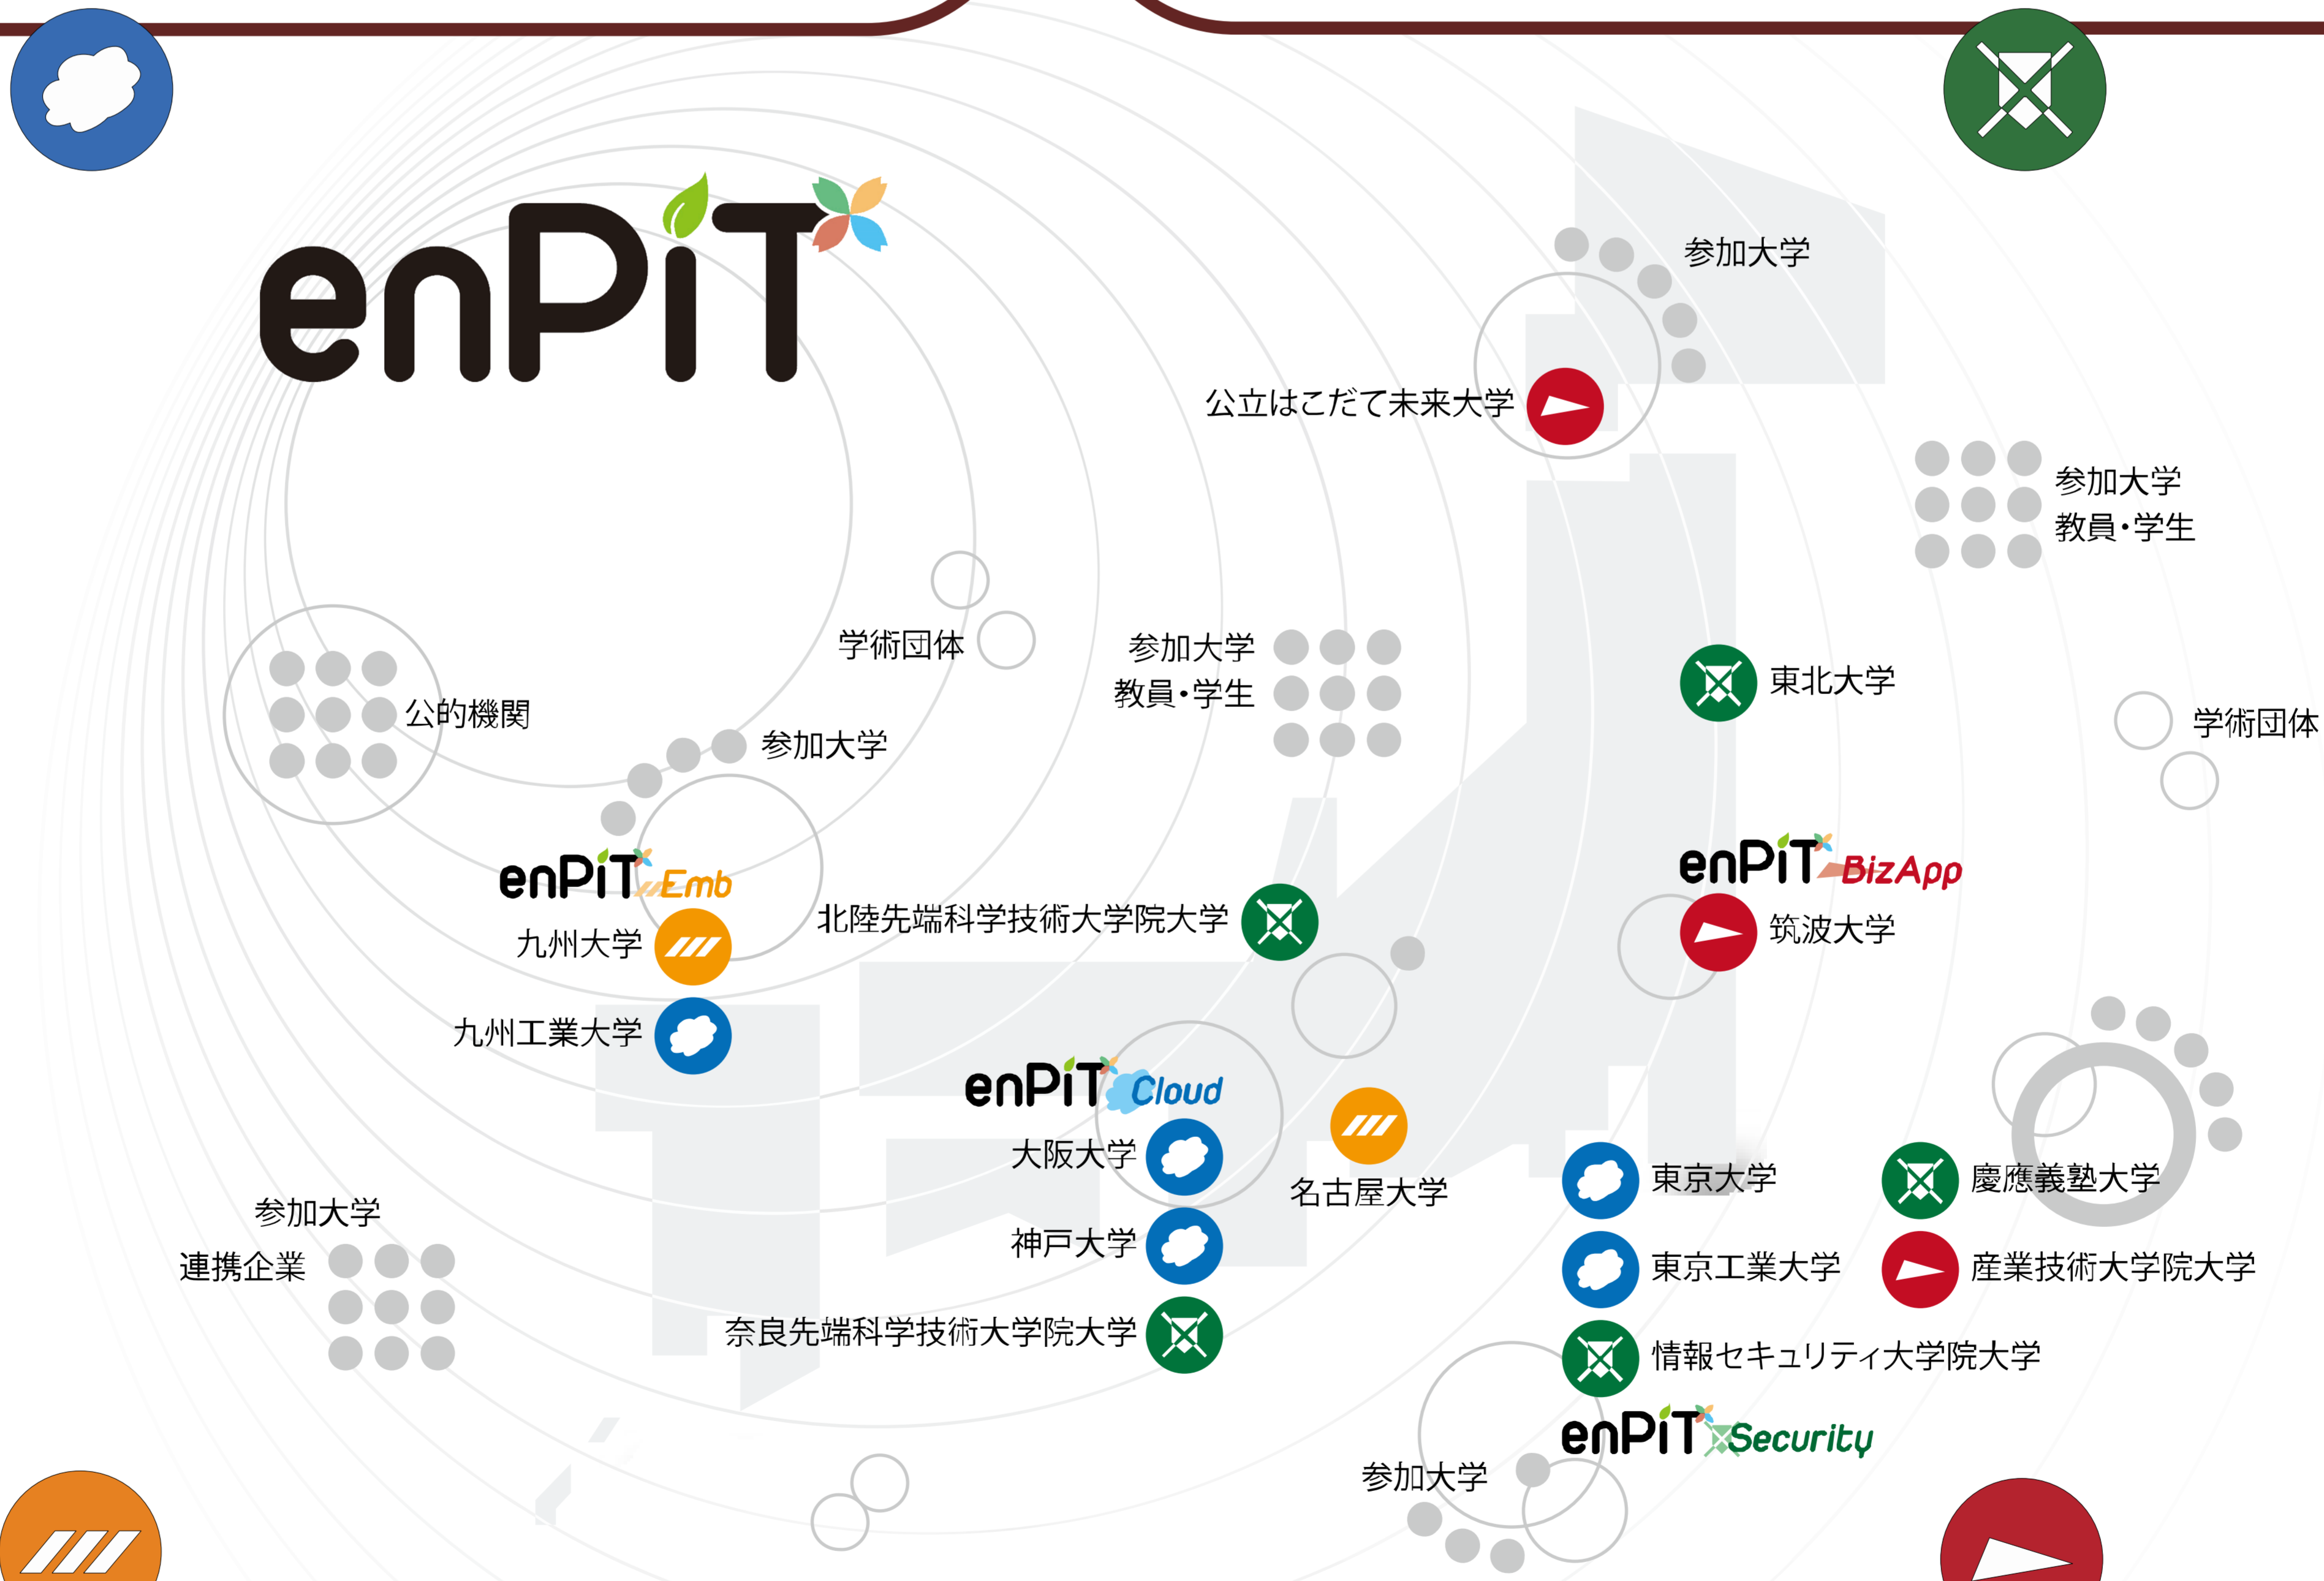 enPiT
参加大学
公立はこだて未来大学
参加大学
教員・学生
学術団体
参加大学
教員・学生
東北大学
公的機関
学術団体
参加大学
enPiT Emb
九州大学
九州工業大学
北陸先端科学技術大学院大学
enPiT BizApp
筑波大学
enPiT Cloud
大阪大学
神戸大学
奈良先端科学技術大学院大学
名古屋大学
東京大学
慶應義塾大学
東京工業大学
産業技術大学院大学
情報セキュリティ大学院大学
enPiT Security
参加大学
連携企業
参加大学